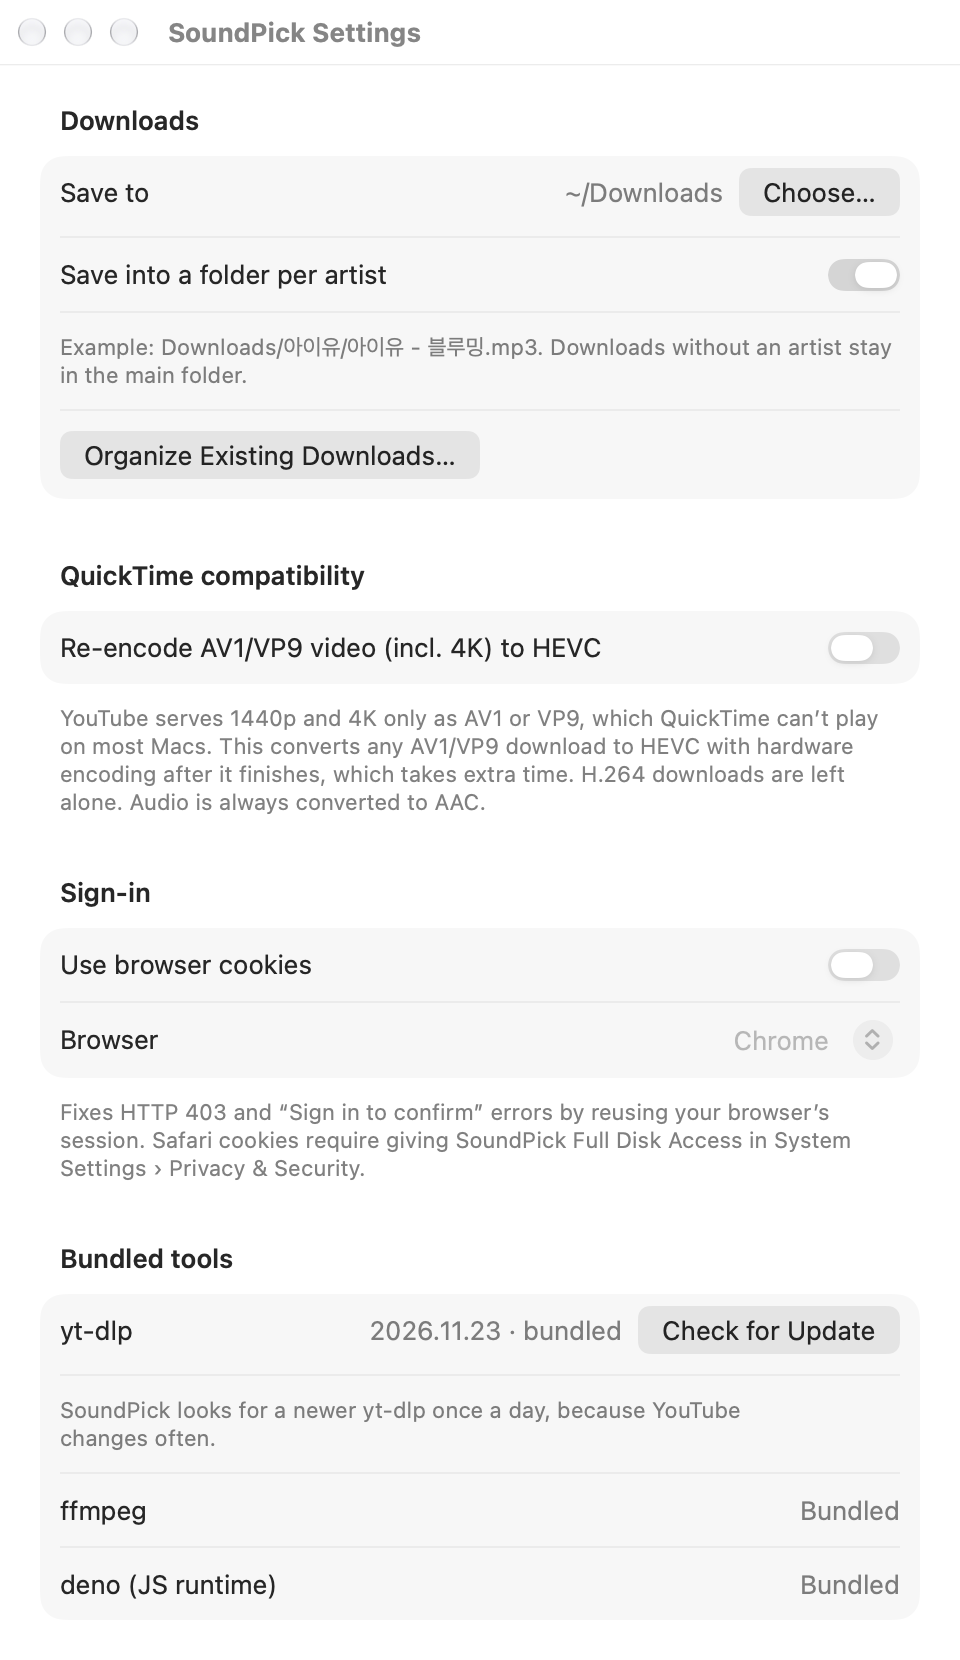 SoundPick Settings
Downloads
Save to
~/Downloads
Choose...
Save into a folder per artist
Example: Downloads/아이유/아이유 - 블루밍.mp3. Downloads without an artist stay
in the main folder.
Organize Existing Downloads...
QuickTime compatibility
Re-encode AV1/VP9 video (incl. 4K) to HEVC
YouTube serves 1440p and 4K only as AV1 or VP9, which QuickTime can’t play
on most Macs. This converts any AV1/VP9 download to HEVC with hardware
encoding after it finishes, which takes extra time. H.264 downloads are left
alone. Audio is always converted to AAC.
Sign-in
Use browser cookies
Browser
Chrome
Fixes HTTP 403 and “Sign in to confirm” errors by reusing your browser’s
session. Safari cookies require giving SoundPick Full Disk Access in System
Settings › Privacy & Security.
Bundled tools
yt-dlp
2026.11.23 · bundled
Check for Update
SoundPick looks for a newer yt-dlp once a day, because YouTube
changes often.
ffmpeg
Bundled
deno (JS runtime)
Bundled